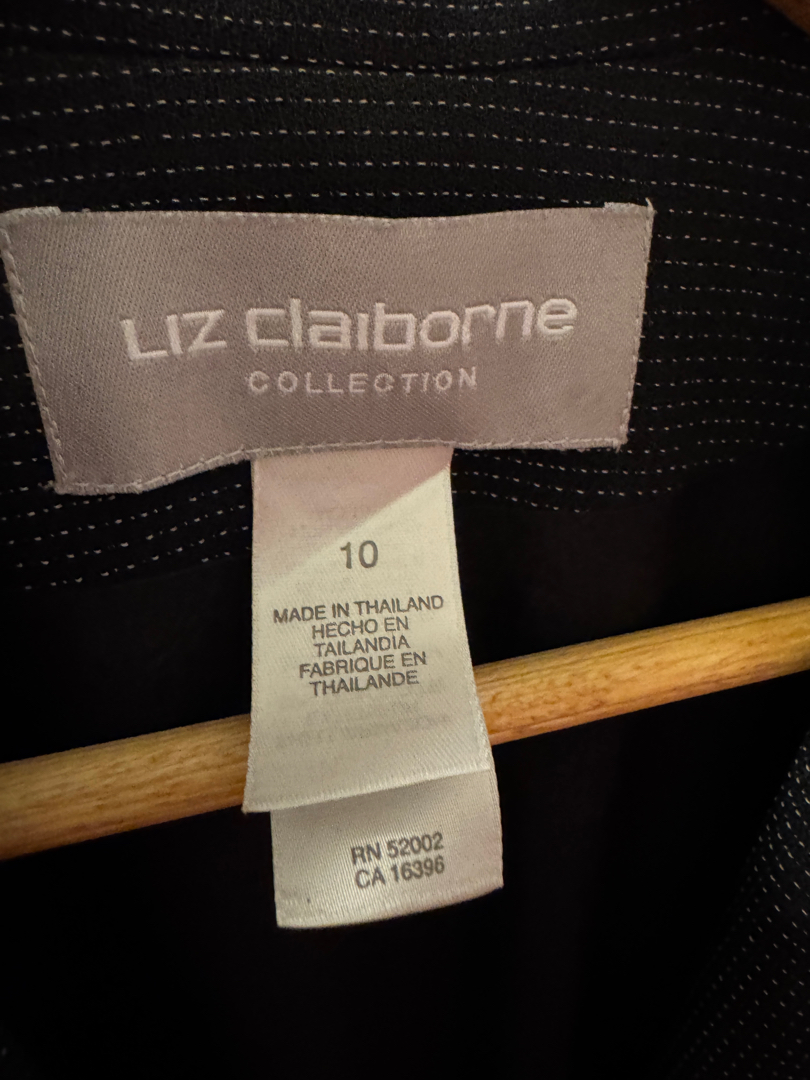 Liz claiborne
COLLECTION
10
MADE IN THAILAND
HECHO EN
TAILANDIA
FABRIQUE EN
THAILANDE
RN 52002
CA 16396